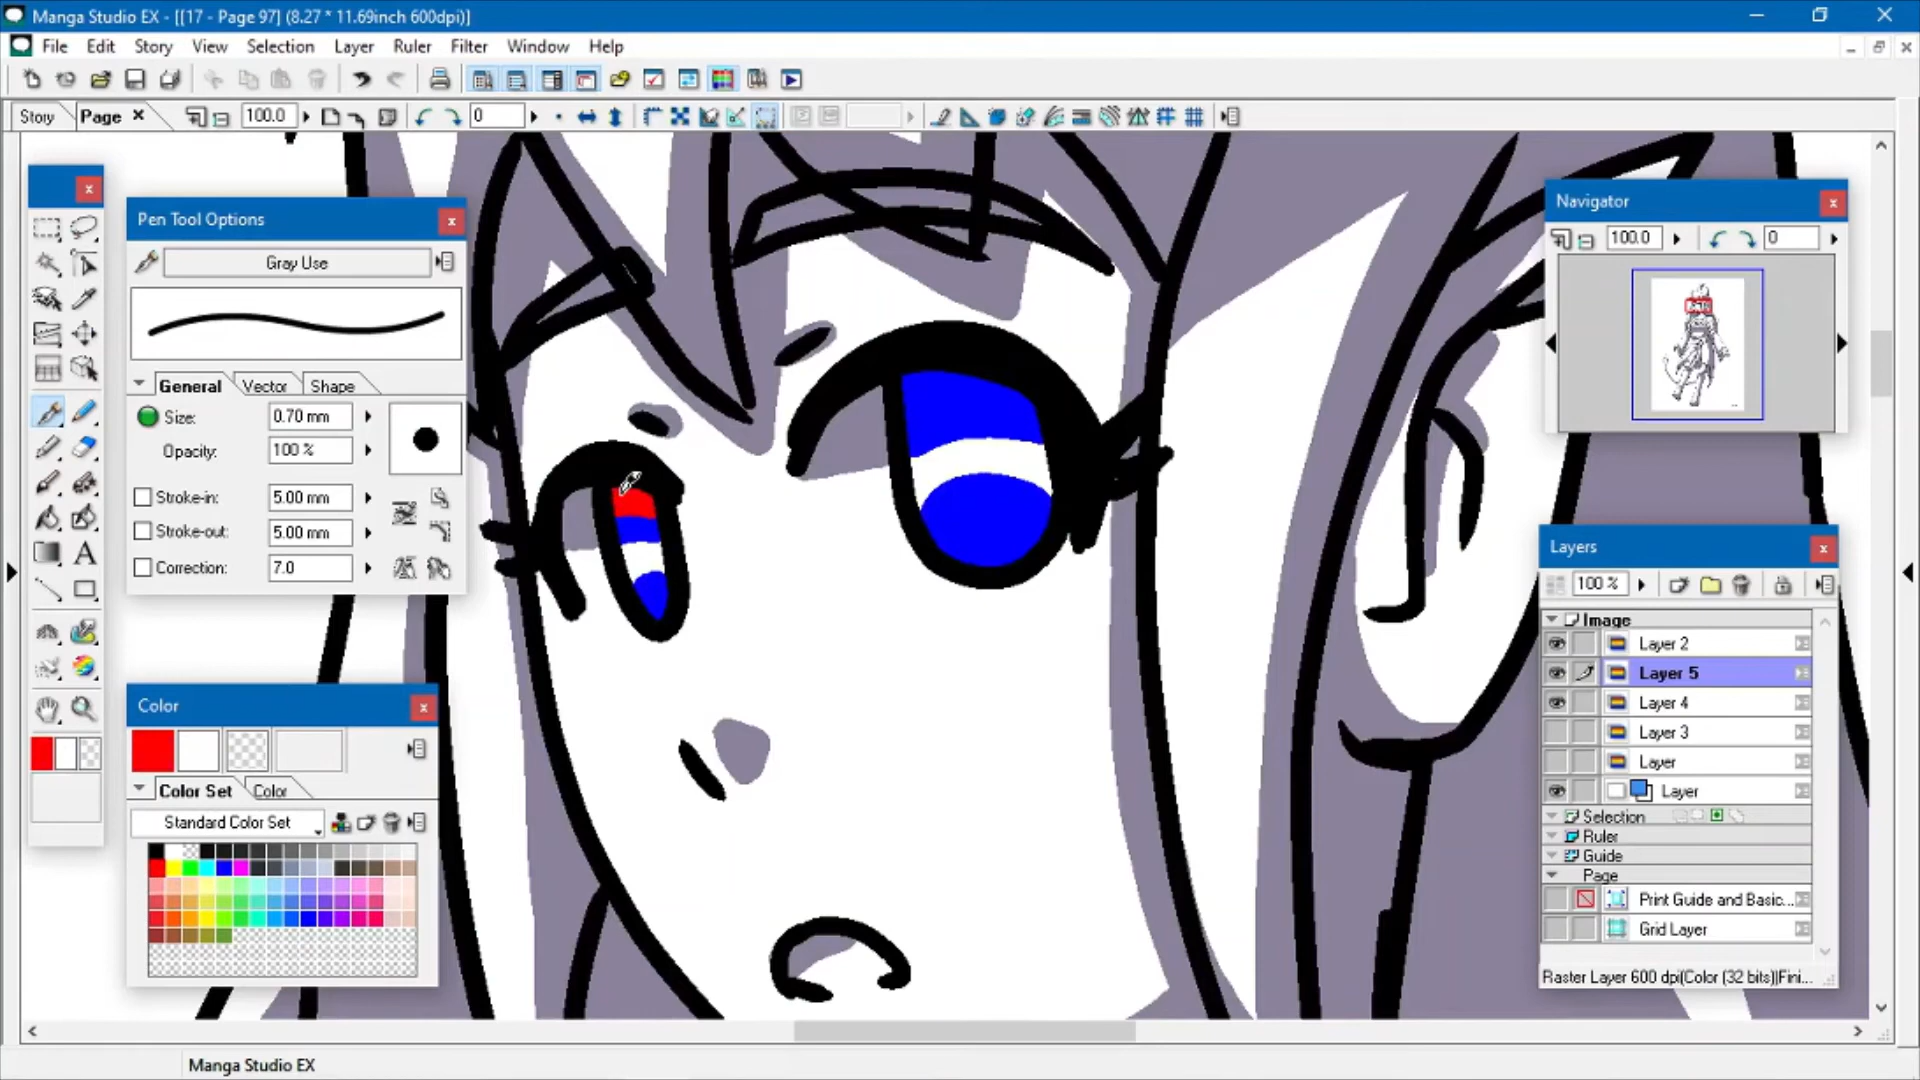 Manga Studio EX - [[17 - Page 97] (8.27 * 11.69inch 600dpi)]
File Edit Story View Selection Layer Ruler Filter Window Help
Story Page 100.0 0
Pen Tool Options
Gray Use
General Vector Shape
Size: 0.70 mm
Opacity: 100 %
Stroke-in: 5.00 mm
Stroke-out: 5.00 mm
Correction: 7.0
Color
Color Set Color
Standard Color Set
Navigator
100.0 0
Layers
100 %
Image
Layer 2
Layer 5
Layer 4
Layer 3
Layer
Layer
Selection
Ruler
Guide
Page
Print Guide and Basic...
Grid Layer
Raster Layer 600 dpi(Color (32 bits))Fini...
Manga Studio EX